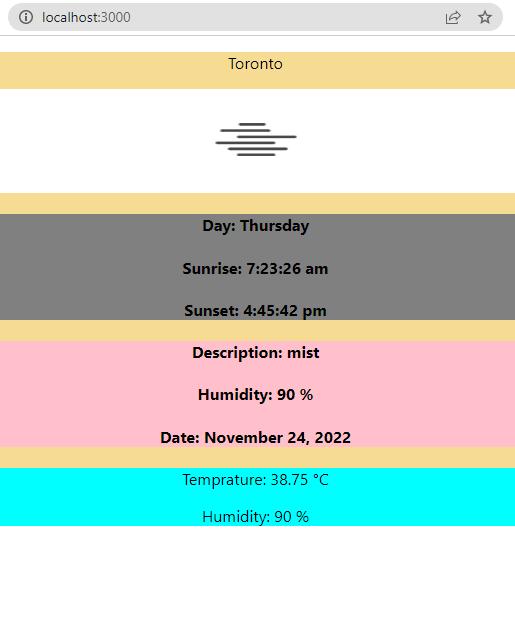 localhost:3000
Toronto
Day: Thursday
Sunrise: 7:23:26 am
Sunset: 4:45:42 pm
Description: mist
Humidity: 90 %
Date: November 24, 2022
Temprature: 38.75 °C
Humidity: 90 %